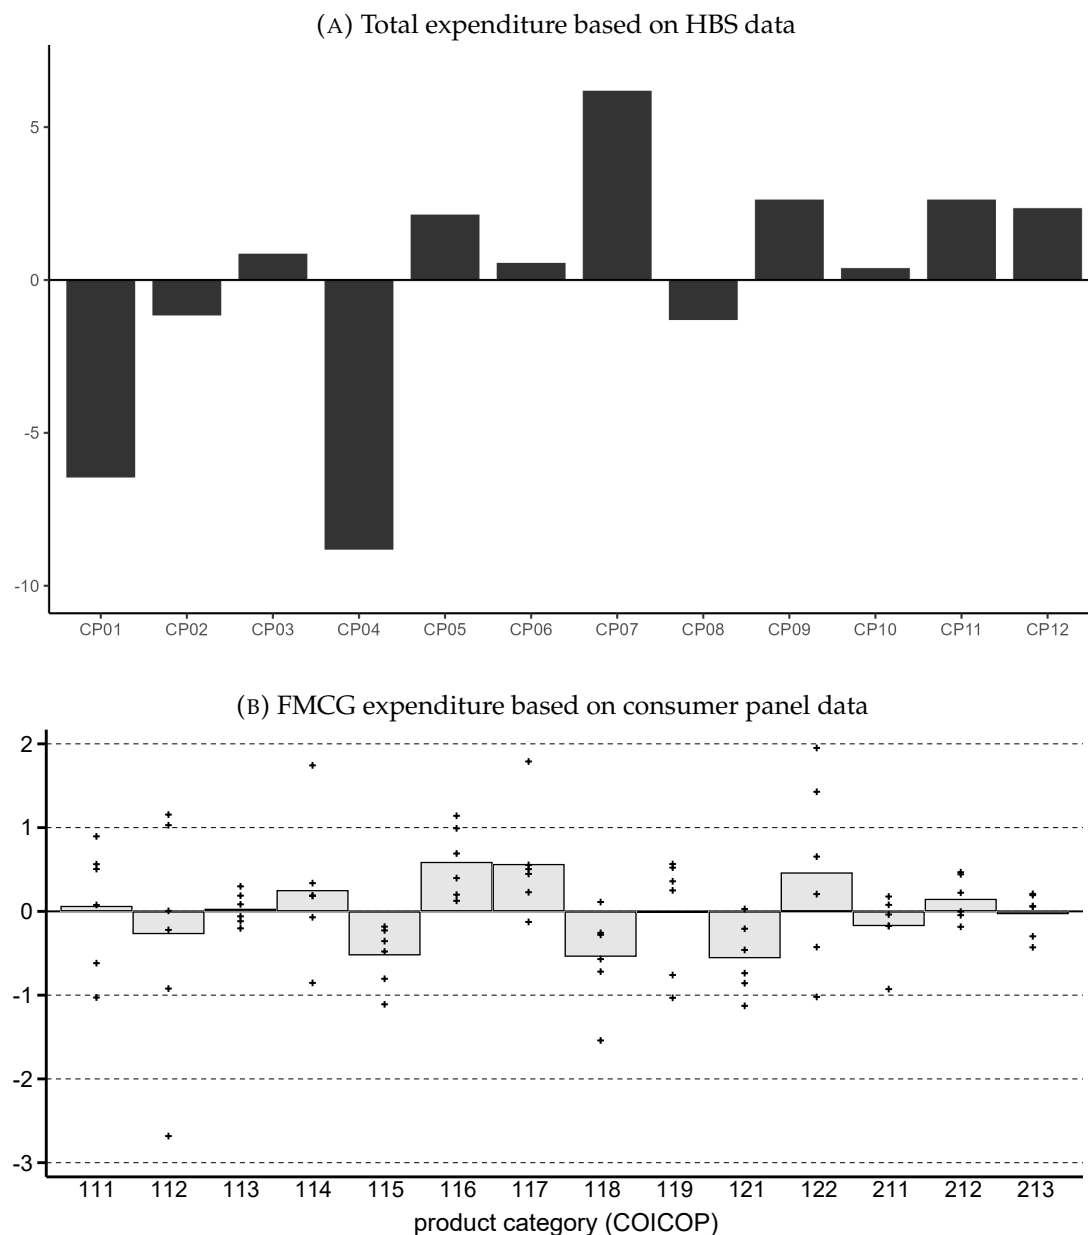 (A) Total expenditure based on HBS data
5
0
-5
-10
CP01 CP02 CP03 CP04 CP05 CP06 CP07 CP08 CP09 CP10 CP11 CP12
(B) FMCG expenditure based on consumer panel data
2
1
0
-1
-2
-3
111 112 113 114 115 116 117 118 119 121 122 211 212 213
product category (COICOP)